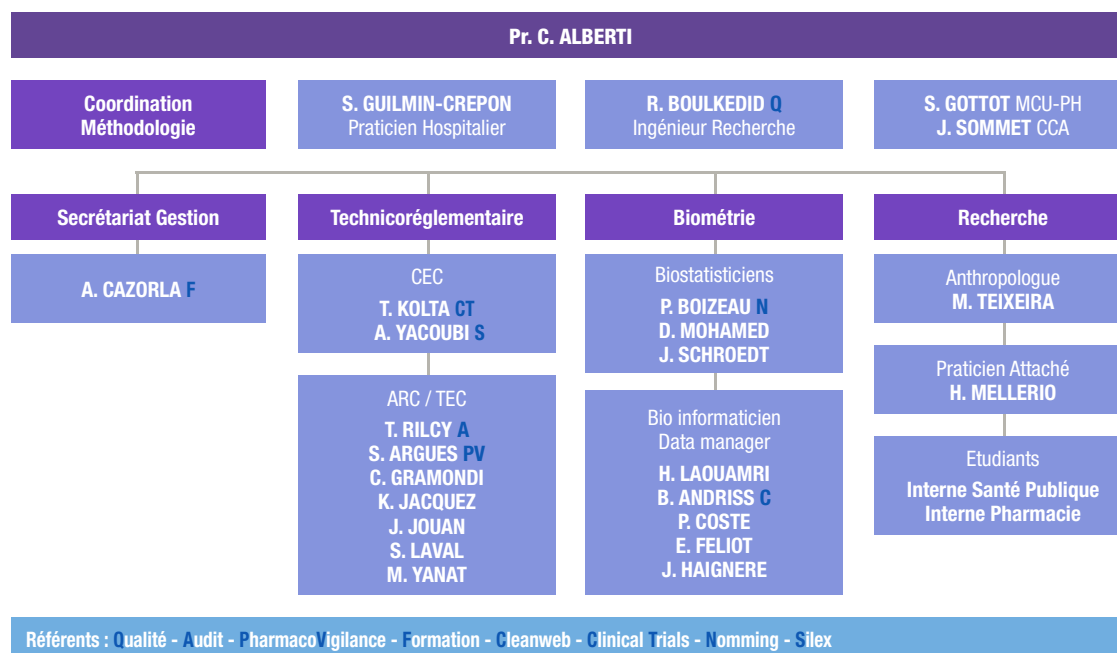 Pr. C. ALBERTI
Coordination
Méthodologie
S. GUILMIN-CREPON
Praticien Hospitalier
R. BOULKEDID Q
Ingénieur Recherche
S. GOTTOT MCU-PH
J. SOMMET CCA
Secrétariat Gestion
A. CAZORLA F
Technicoréglementaire
CEC
T. KOLTA CT
A. YACOUBI S
ARC / TEC
T. RILCY A
S. ARGUES PV
C. GRAMONDI
K. JACQUEZ
J. JOUAN
S. LAVAL
M. YANAT
Biométrie
Biostatisticiens
P. BOIZEAU N
D. MOHAMED
J. SCHROEDT
Bio informaticien
Data manager
H. LAOUAMRI
B. ANDRISS C
P. COSTE
E. FELIOT
J. HAIGNERE
Recherche
Anthropologue
M. TEIXEIRA
Praticien Attaché
H. MELLERIO
Etudiants
Interne Santé Publique
Interne Pharmacie
Référents : Qualité - Audit - PharmacoVigilance - Formation - Cleanweb - Clinical Trials - Nomming - Silex